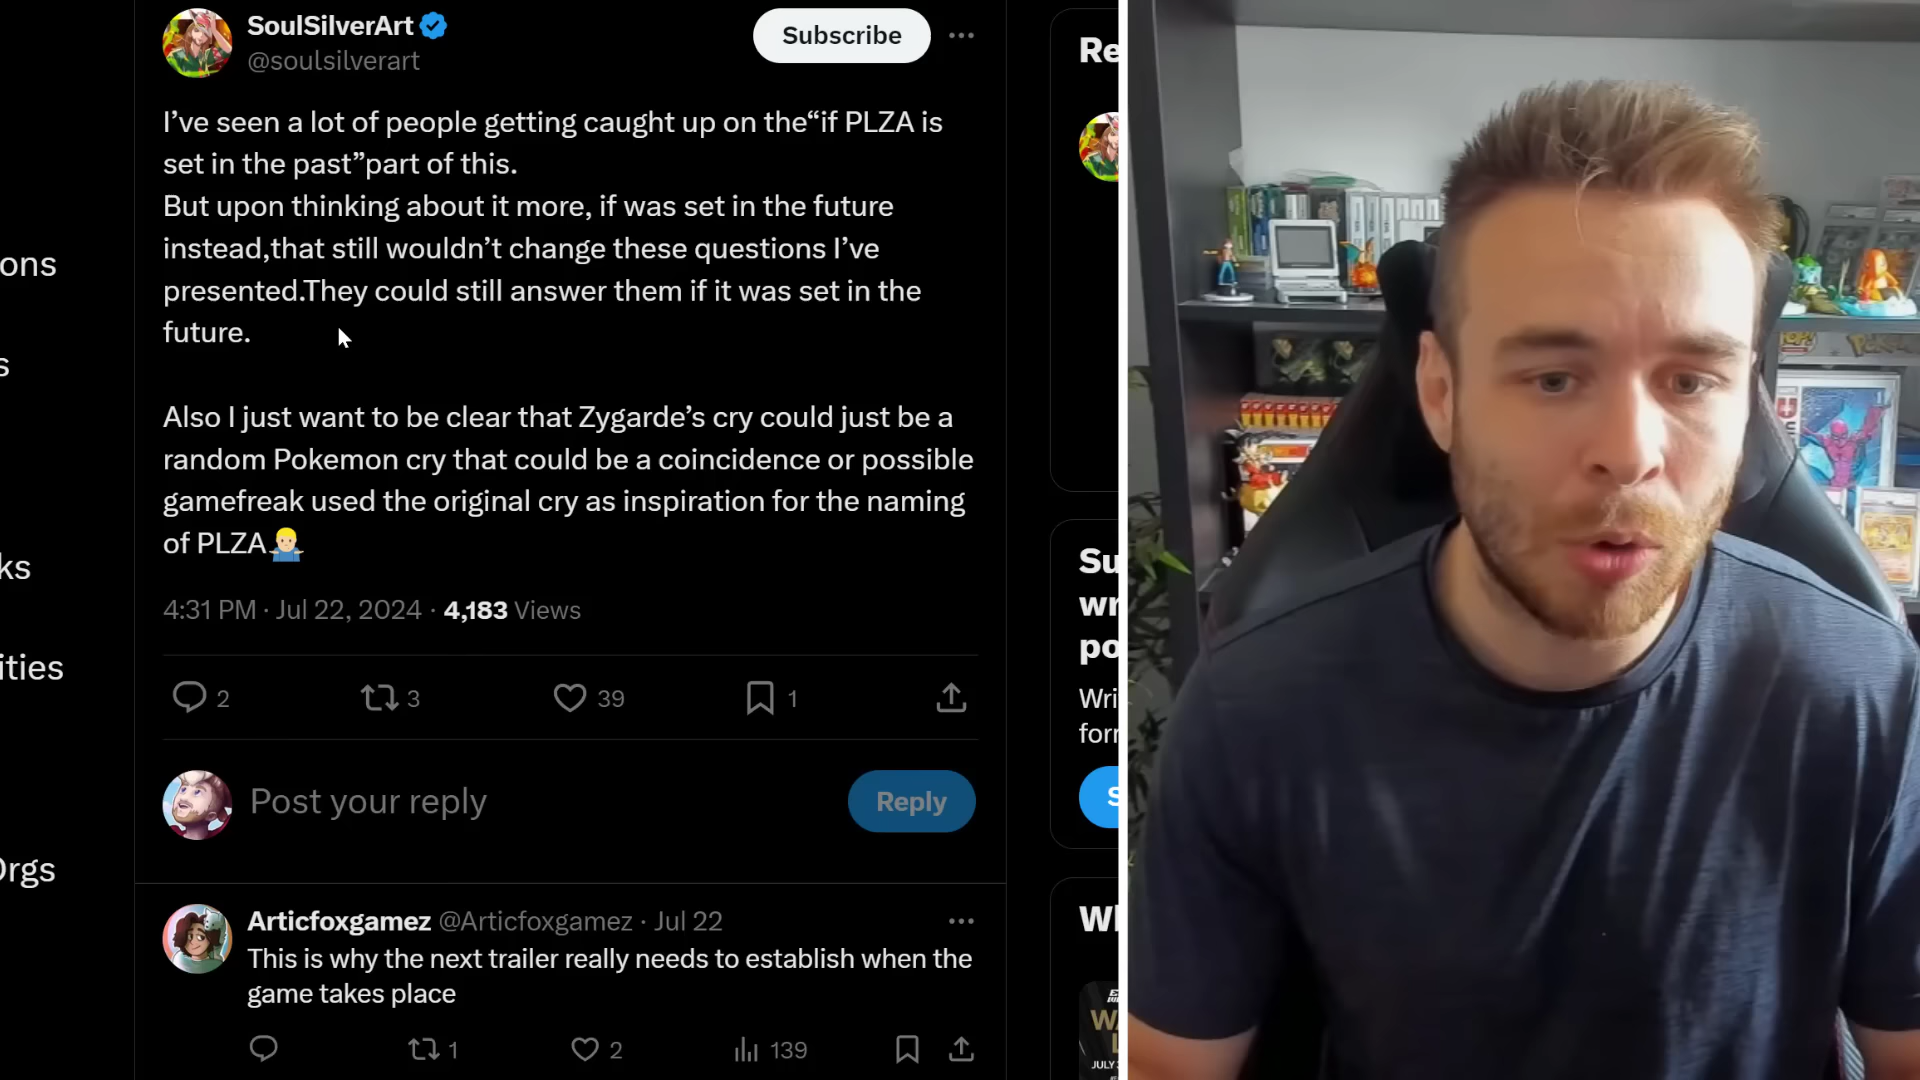 SoulSilverArt
@soulsilverart
Subscribe
I’ve seen a lot of people getting caught up on the“if PLZA is
set in the past”part of this.
But upon thinking about it more, if was set in the future
instead,that still wouldn’t change these questions I’ve
presented.They could still answer them if it was set in the
future.
Also I just want to be clear that Zygarde’s cry could just be a
random Pokemon cry that could be a coincidence or possible
gamefreak used the original cry as inspiration for the naming
of PLZA
4:31 PM · Jul 22, 2024 · 4,183 Views
2
3
39
1
Post your reply
Reply
Articfoxgamez @Articfoxgamez · Jul 22
This is why the next trailer really needs to establish when the
game takes place
1
2
139
ons
s
ks
ities
Orgs
Re
Su
wr
po
Wri
for
S
Wh
JULY